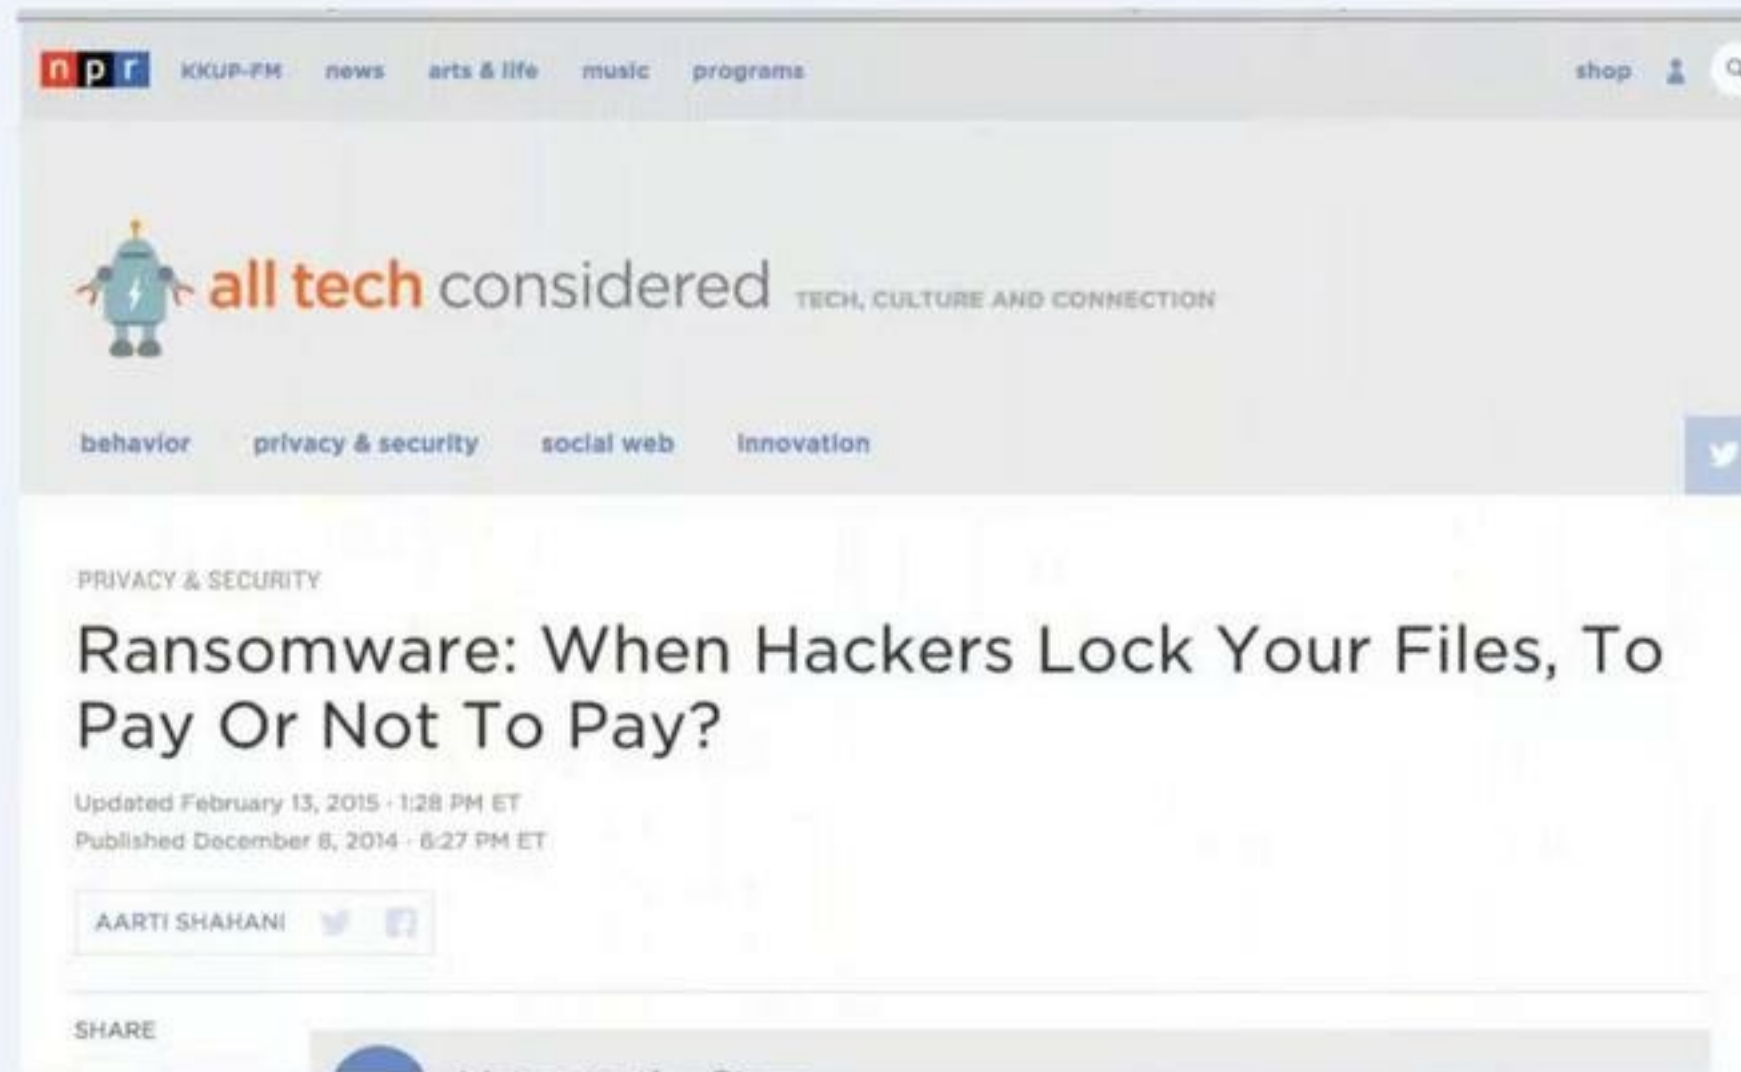 npr KKUP-FM news arts & life music programs shop
all tech considered TECH, CULTURE AND CONNECTION
behavior privacy & security social web innovation
PRIVACY & SECURITY
Ransomware: When Hackers Lock Your Files, To
Pay Or Not To Pay?
Updated February 13, 2015 · 1:28 PM ET
Published December 8, 2014 · 6:27 PM ET
AARTI SHAHANI
SHARE